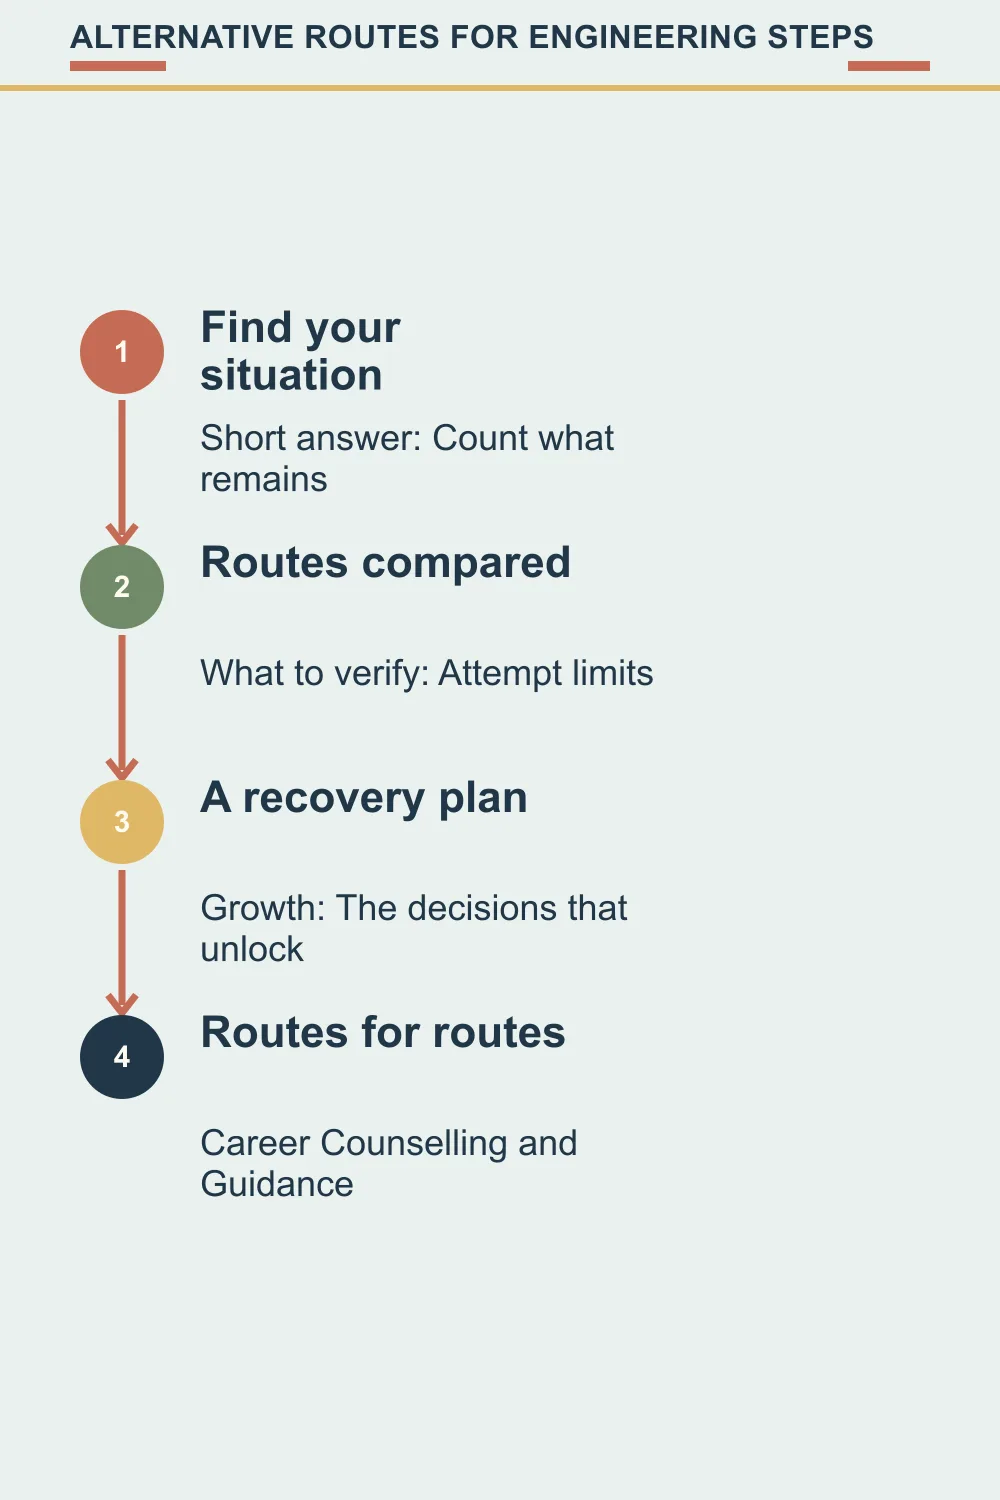 ALTERNATIVE ROUTES FOR ENGINEERING STEPS
1
Find your
situation
Short answer: Count what
remains
2
Routes compared
What to verify: Attempt limits
3
A recovery plan
Growth: The decisions that
unlock
4
Routes for routes
Career Counselling and
Guidance